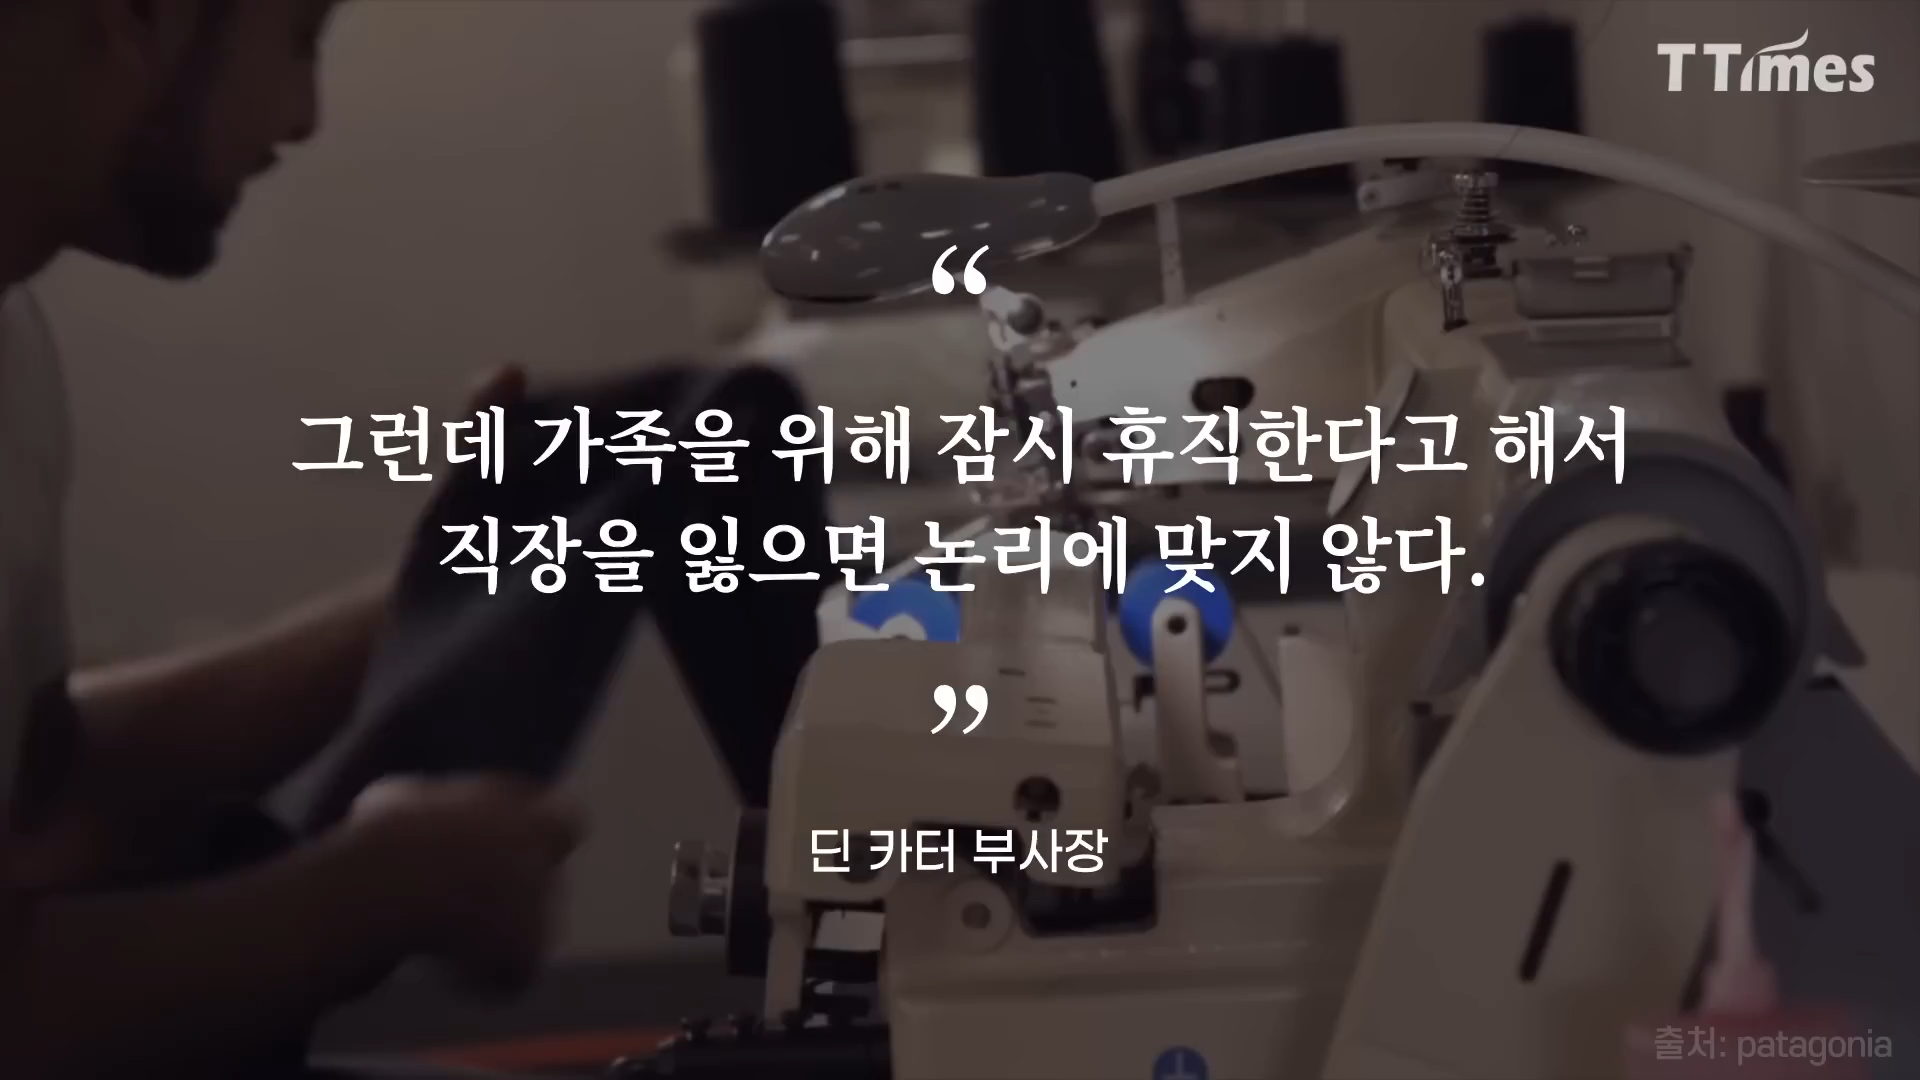 TTimes
“
그런데 가족을 위해 잠시 휴직한다고 해서
직장을 잃으면 논리에 맞지 않다.
”
딘 카터 부사장
출처: patagonia